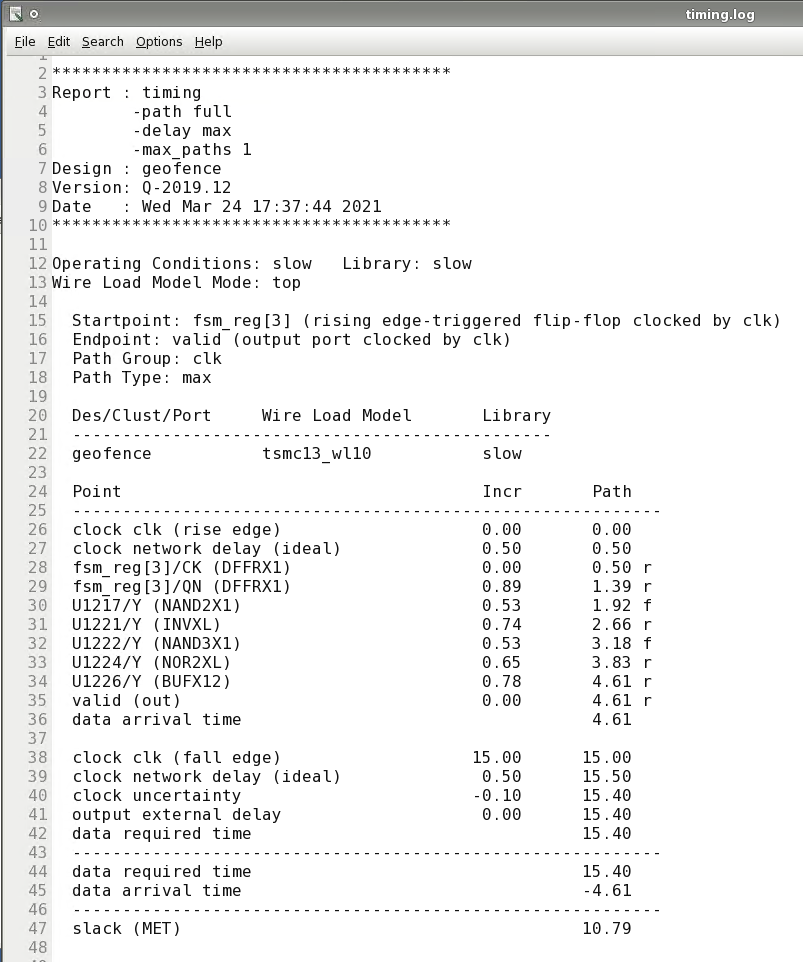 timing.log
File Edit Search Options Help
1
2 ****************************************
3 Report : timing
4         -path full
5         -delay max
6         -max_paths 1
7 Design : geofence
8 Version: Q-2019.12
9 Date   : Wed Mar 24 17:37:44 2021
10 ****************************************
11
12 Operating Conditions: slow   Library: slow
13 Wire Load Model Mode: top
14
15   Startpoint: fsm_reg[3] (rising edge-triggered flip-flop clocked by clk)
16   Endpoint: valid (output port clocked by clk)
17   Path Group: clk
18   Path Type: max
19
20   Des/Clust/Port     Wire Load Model       Library
21   ------------------------------------------------
22   geofence           tsmc13_wl10           slow
23
24   Point                                    Incr       Path
25   -----------------------------------------------------------
26   clock clk (rise edge)                    0.00       0.00
27   clock network delay (ideal)              0.50       0.50
28   fsm_reg[3]/CK (DFFRX1)                   0.00       0.50 r
29   fsm_reg[3]/QN (DFFRX1)                   0.89       1.39 r
30   U1217/Y (NAND2X1)                        0.53       1.92 f
31   U1221/Y (INVXL)                          0.74       2.66 r
32   U1222/Y (NAND3X1)                        0.53       3.18 f
33   U1224/Y (NOR2XL)                         0.65       3.83 r
34   U1226/Y (BUFX12)                         0.78       4.61 r
35   valid (out)                              0.00       4.61 r
36   data arrival time                                   4.61
37
38   clock clk (fall edge)                   15.00      15.00
39   clock network delay (ideal)              0.50      15.50
40   clock uncertainty                       -0.10      15.40
41   output external delay                    0.00      15.40
42   data required time                                 15.40
43   -----------------------------------------------------------
44   data required time                                 15.40
45   data arrival time                                  -4.61
46   -----------------------------------------------------------
47   slack (MET)                                        10.79
48